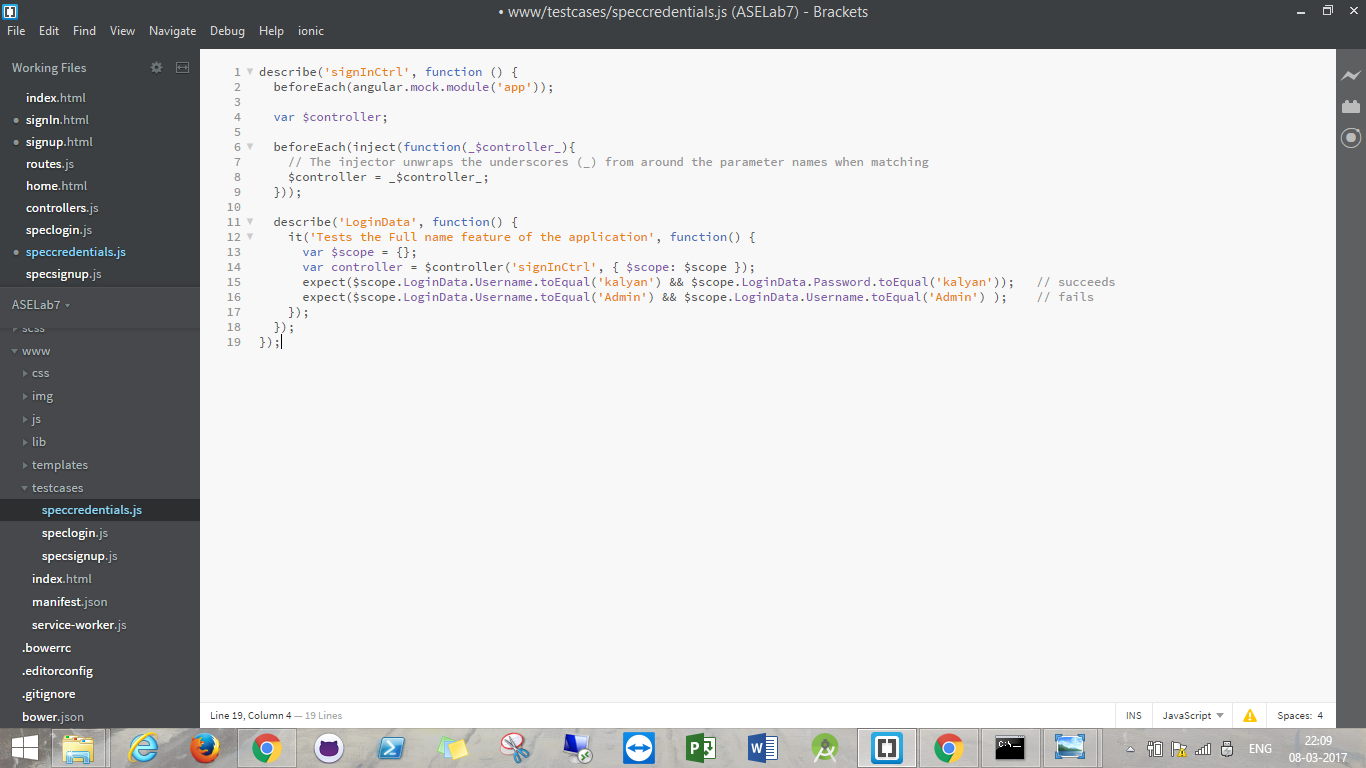 • www/testcases/speccredentials.js (ASELab7) - Brackets
File Edit Find View Navigate Debug Help ionic
Working Files
index.html
signIn.html
signup.html
routes.js
home.html
controllers.js
speclogin.js
speccredentials.js
specsignup.js
ASELab7
scss
www
css
img
js
lib
templates
testcases
speccredentials.js
speclogin.js
specsignup.js
index.html
manifest.json
service-worker.js
.bowerrc
.editorconfig
.gitignore
bower.json
1 describe('signInCtrl', function () {
2   beforeEach(angular.mock.module('app'));
3
4   var $controller;
5
6   beforeEach(inject(function(_$controller_){
7     // The injector unwraps the underscores (_) from around the parameter names when matching
8     $controller = _$controller_;
9   }));
10
11   describe('LoginData', function() {
12     it('Tests the Full name feature of the application', function() {
13       var $scope = {};
14       var controller = $controller('signInCtrl', { $scope: $scope });
15       expect($scope.LoginData.Username.toEqual('kalyan') && $scope.LoginData.Password.toEqual('kalyan'));   // succeeds
16       expect($scope.LoginData.Username.toEqual('Admin') && $scope.LoginData.Username.toEqual('Admin') );    // fails
17     });
18   });
19 });
Line 19, Column 4 — 19 Lines
INS JavaScript Spaces: 4
ENG
22:09
08-03-2017